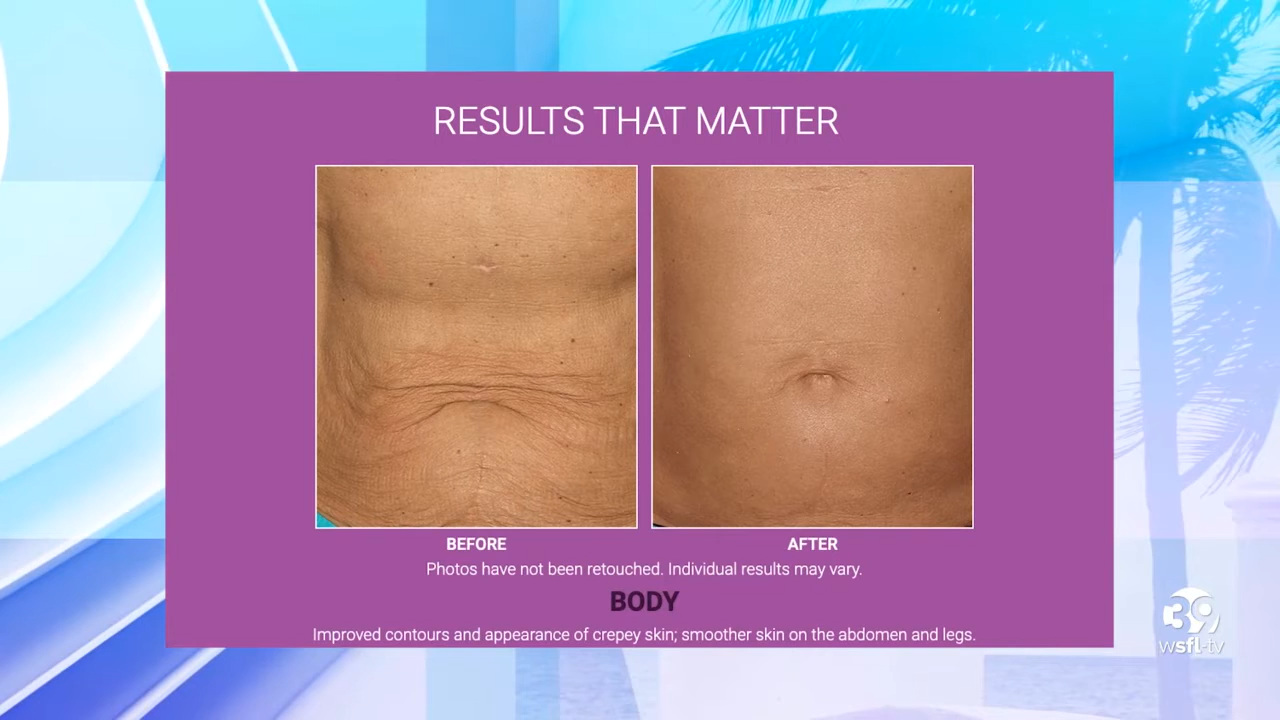 RESULTS THAT MATTER
BEFORE
AFTER
Photos have not been retouched. Individual results may vary.
BODY
Improved contours and appearance of crepey skin; smoother skin on the abdomen and legs.
39
wsfl-tv